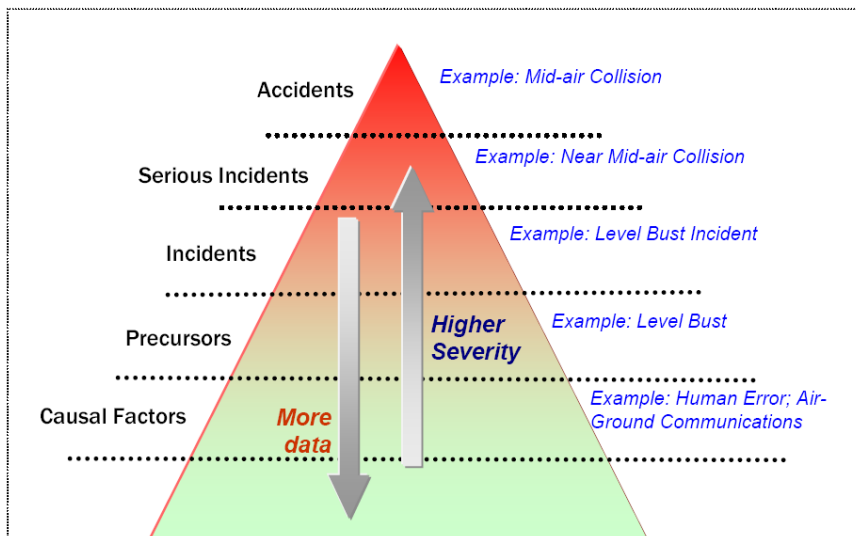 Accidents
Example: Mid-air Collision
Serious Incidents
Example: Near Mid-air Collision
Incidents
Example: Level Bust Incident
Precursors
Higher
Severity
Example: Level Bust
Causal Factors
More
data
Example: Human Error; Air-
Ground Communications